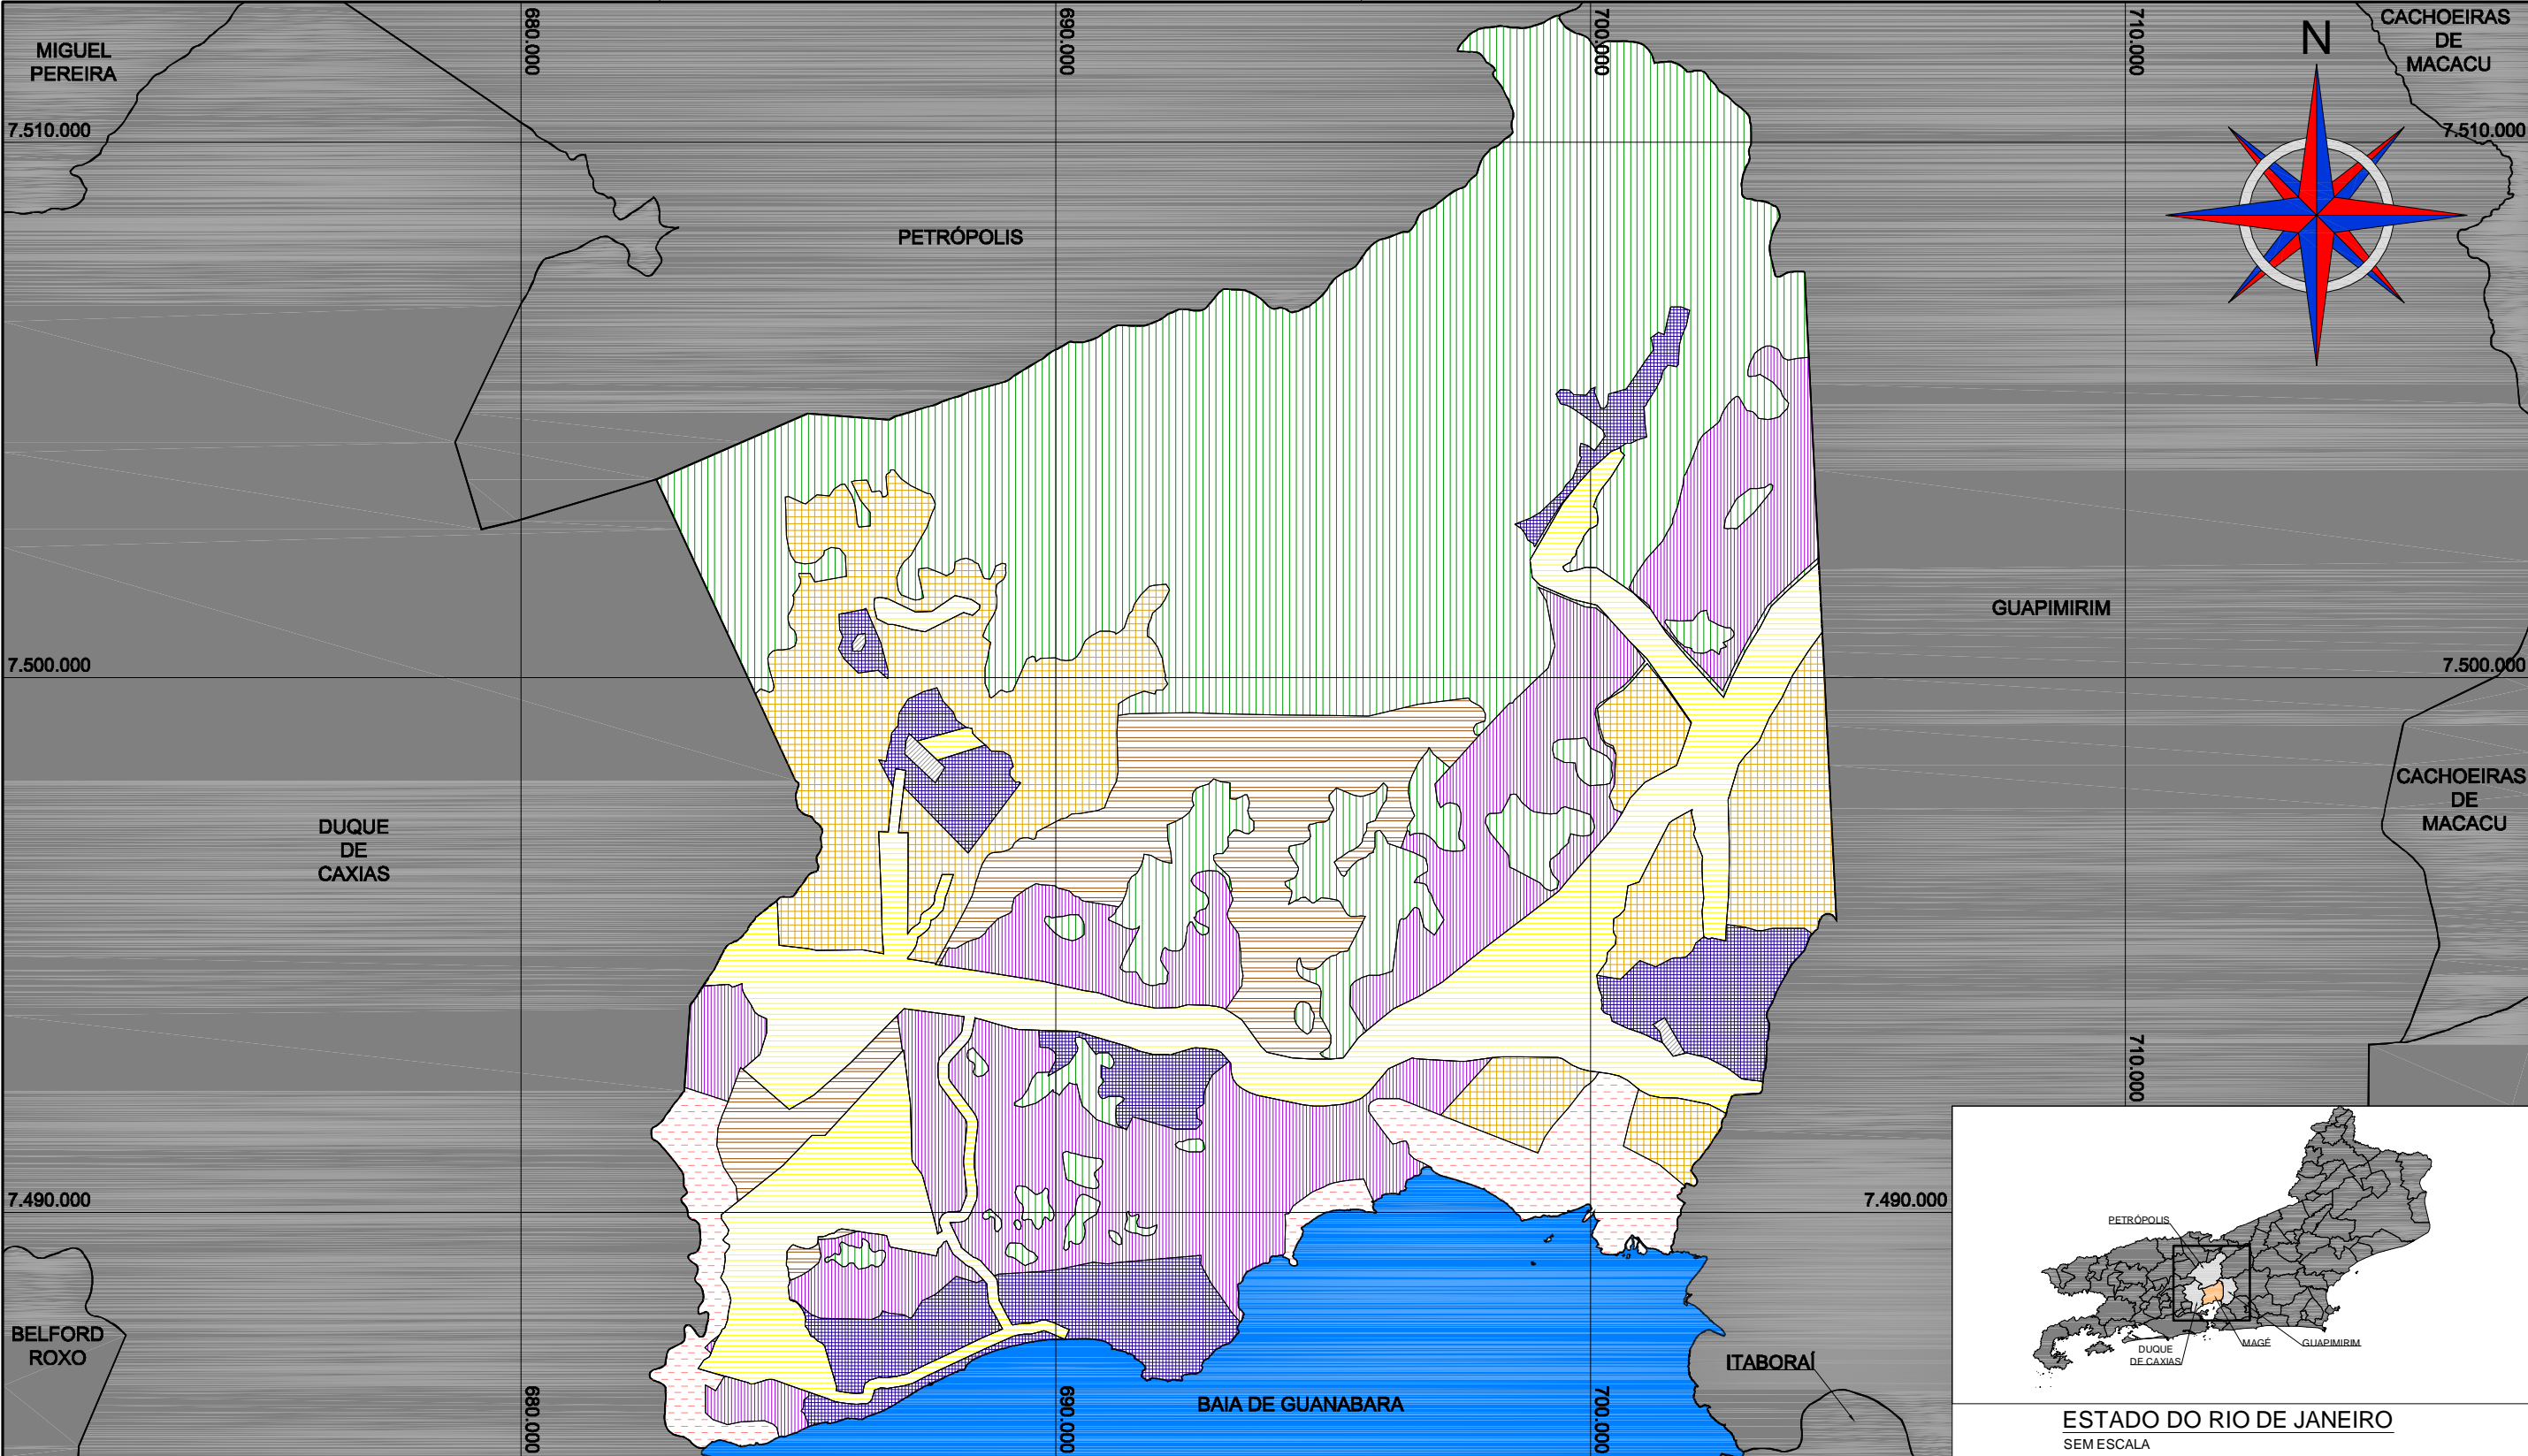 680.000
690.000
700.000
710.000
MIGUEL
PEREIRA
CACHOEIRAS
DE
MACACU
N
7.510.000
7.510.000
PETRÓPOLIS
GUAPIMIRIM
7.500.000
7.500.000
CACHOEIRAS
DE
MACACU
DUQUE
DE
CAXIAS
710.000
7.490.000
7.490.000
PETRÓPOLIS
MAGÉ
GUAPIMIRIM
DUQUE
DE CAXIAS
BELFORD
ROXO
ITABORAÍ
BAIA DE GUANABARA
680.000
690.000
700.000
ESTADO DO RIO DE JANEIRO
SEM ESCALA